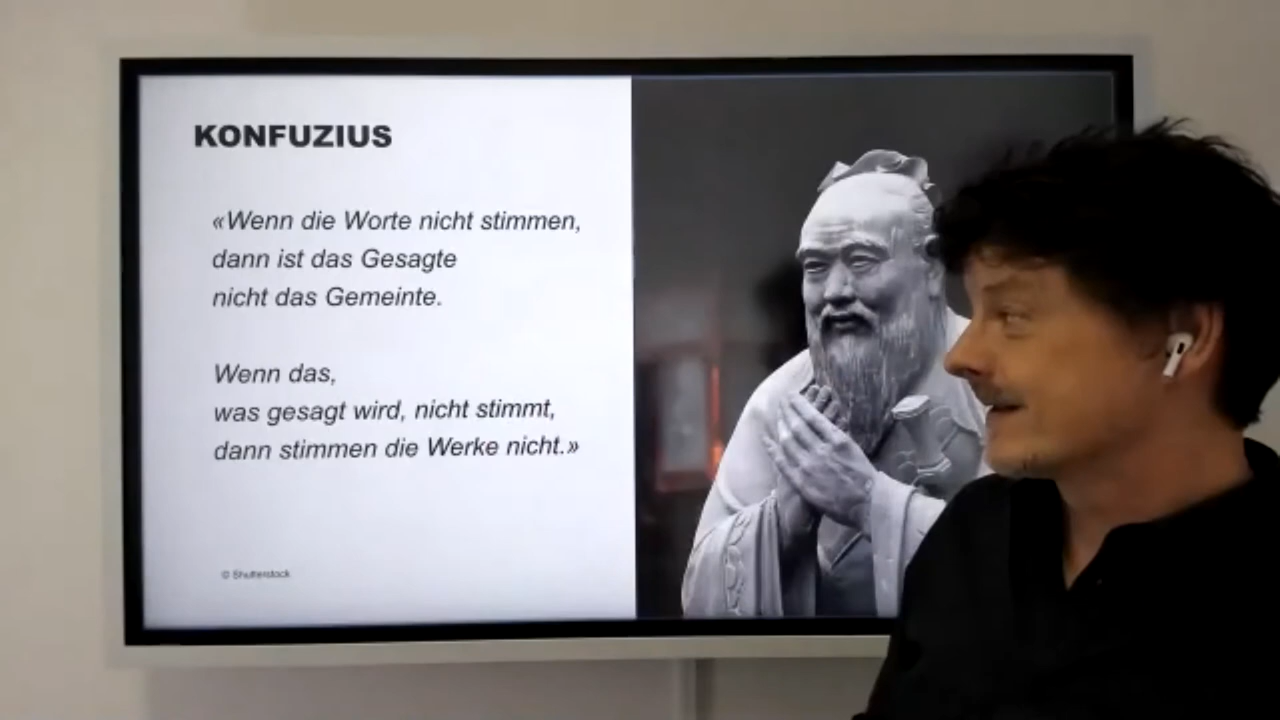 KONFUZIUS
«Wenn die Worte nicht stimmen,
dann ist das Gesagte
nicht das Gemeinte.
Wenn das,
was gesagt wird, nicht stimmt,
dann stimmen die Werke nicht.»
© Shutterstock